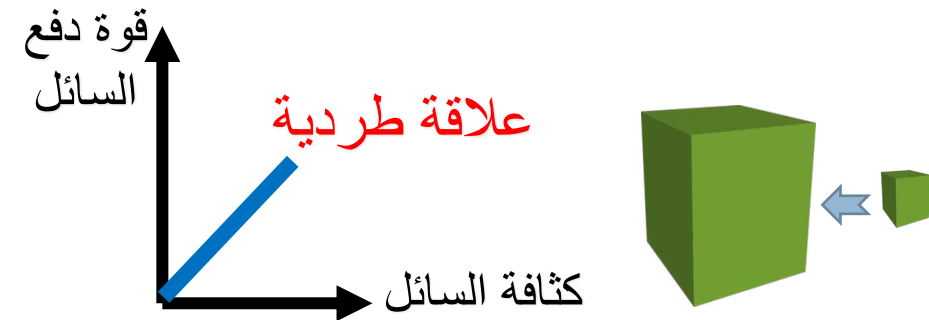 قوة دفع
السائل
علاقة طردية
كثافة السائل